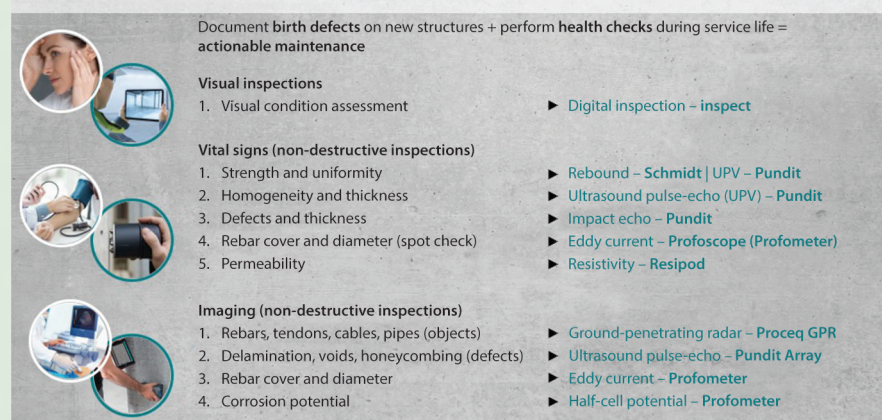 Document birth defects on new structures + perform health checks during service life =
actionable maintenance
Visual inspections
1. Visual condition assessment ► Digital inspection – inspect
Vital signs (non-destructive inspections)
1. Strength and uniformity ► Rebound – Schmidt | UPV – Pundit
2. Homogeneity and thickness ► Ultrasound pulse-echo (UPV) – Pundit
3. Defects and thickness ► Impact echo – Pundit
4. Rebar cover and diameter (spot check) ► Eddy current – Profoscope (Profometer)
5. Permeability ► Resistivity – Resipod
Imaging (non-destructive inspections)
1. Rebars, tendons, cables, pipes (objects) ► Ground-penetrating radar – Proceq GPR
2. Delamination, voids, honeycombing (defects) ► Ultrasound pulse-echo – Pundit Array
3. Rebar cover and diameter ► Eddy current – Profometer
4. Corrosion potential ► Half-cell potential – Profometer